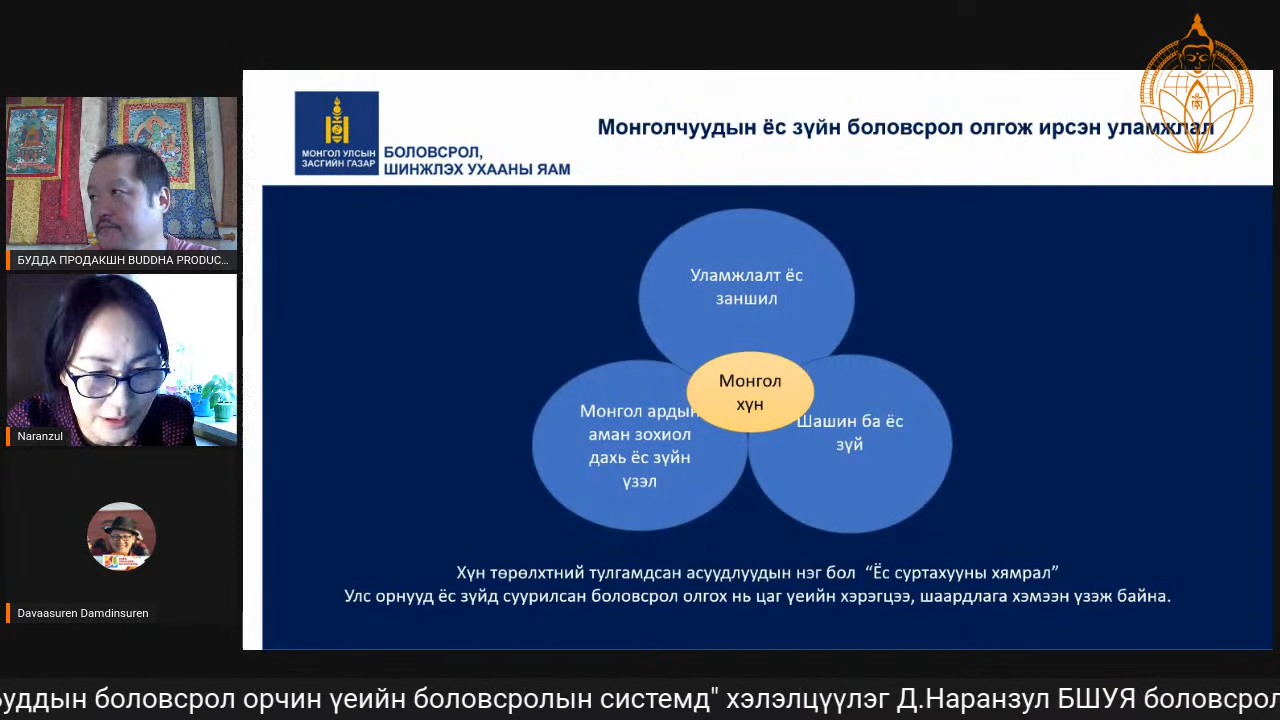 МОНГОЛ УЛСЫН
ЗАСГИЙН ГАЗАР
БОЛОВСРОЛ,
ШИНЖЛЭХ УХААНЫ ЯАМ
Монголчуудын ёс зүйн боловсрол олгож ирсэн уламжлал
Уламжлалт ёс
заншил
Монгол
хүн
Монгол ардын
аман зохиол
дахь ёс зүйн
үзэл
Шашин ба ёс
зүй
Хүн төрөлхтний тулгамдсан асуудлуудын нэг бол “Ёс суртахууны хямрал”
Улс орнууд ёс зүйд суурилсан боловсрол олгох нь цаг үеийн хэрэгцээ, шаардлага хэмээн үзэж байна.
БУДДА ПРОДАКШН BUDDHA PRODUC...
Naranzul
Davaasuren Damdinsuren
уддын боловсрол орчин үеийн боловсролын системд" хэлэлцүүлэг Д.Наранзул БШУЯ боловсрол